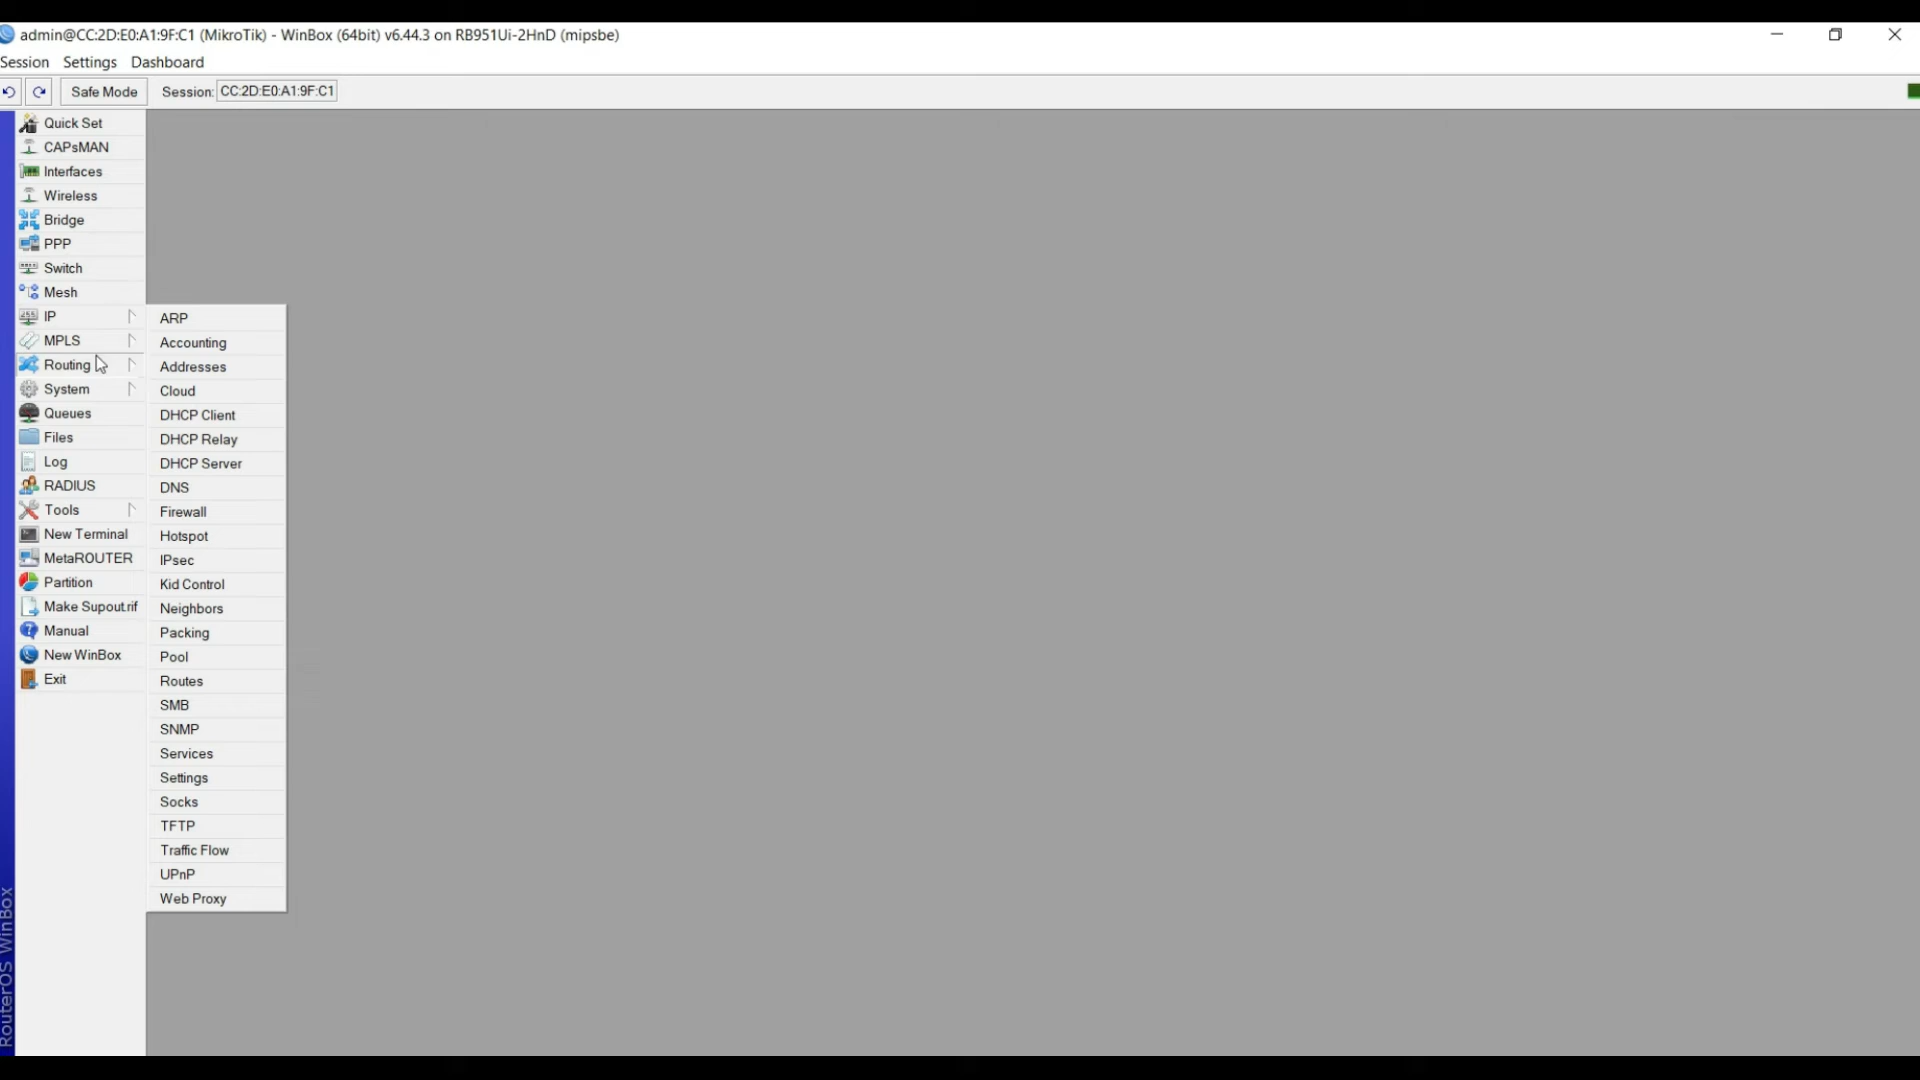 admin@CC:2D:E0:A1:9F:C1 (MikroTik) - WinBox (64bit) v6.44.3 on RB951Ui-2HnD (mipsbe)
Session Settings Dashboard
Safe Mode Session: CC:2D:E0:A1:9F:C1
Quick Set
CAPsMAN
Interfaces
Wireless
Bridge
PPP
Switch
Mesh
IP
MPLS
Routing
System
Queues
Files
Log
RADIUS
Tools
New Terminal
MetaROUTER
Partition
Make Supout.rif
Manual
New WinBox
Exit
ARP
Accounting
Addresses
Cloud
DHCP Client
DHCP Relay
DHCP Server
DNS
Firewall
Hotspot
IPsec
Kid Control
Neighbors
Packing
Pool
Routes
SMB
SNMP
Services
Settings
Socks
TFTP
Traffic Flow
UPnP
Web Proxy
RouterOS WinBox